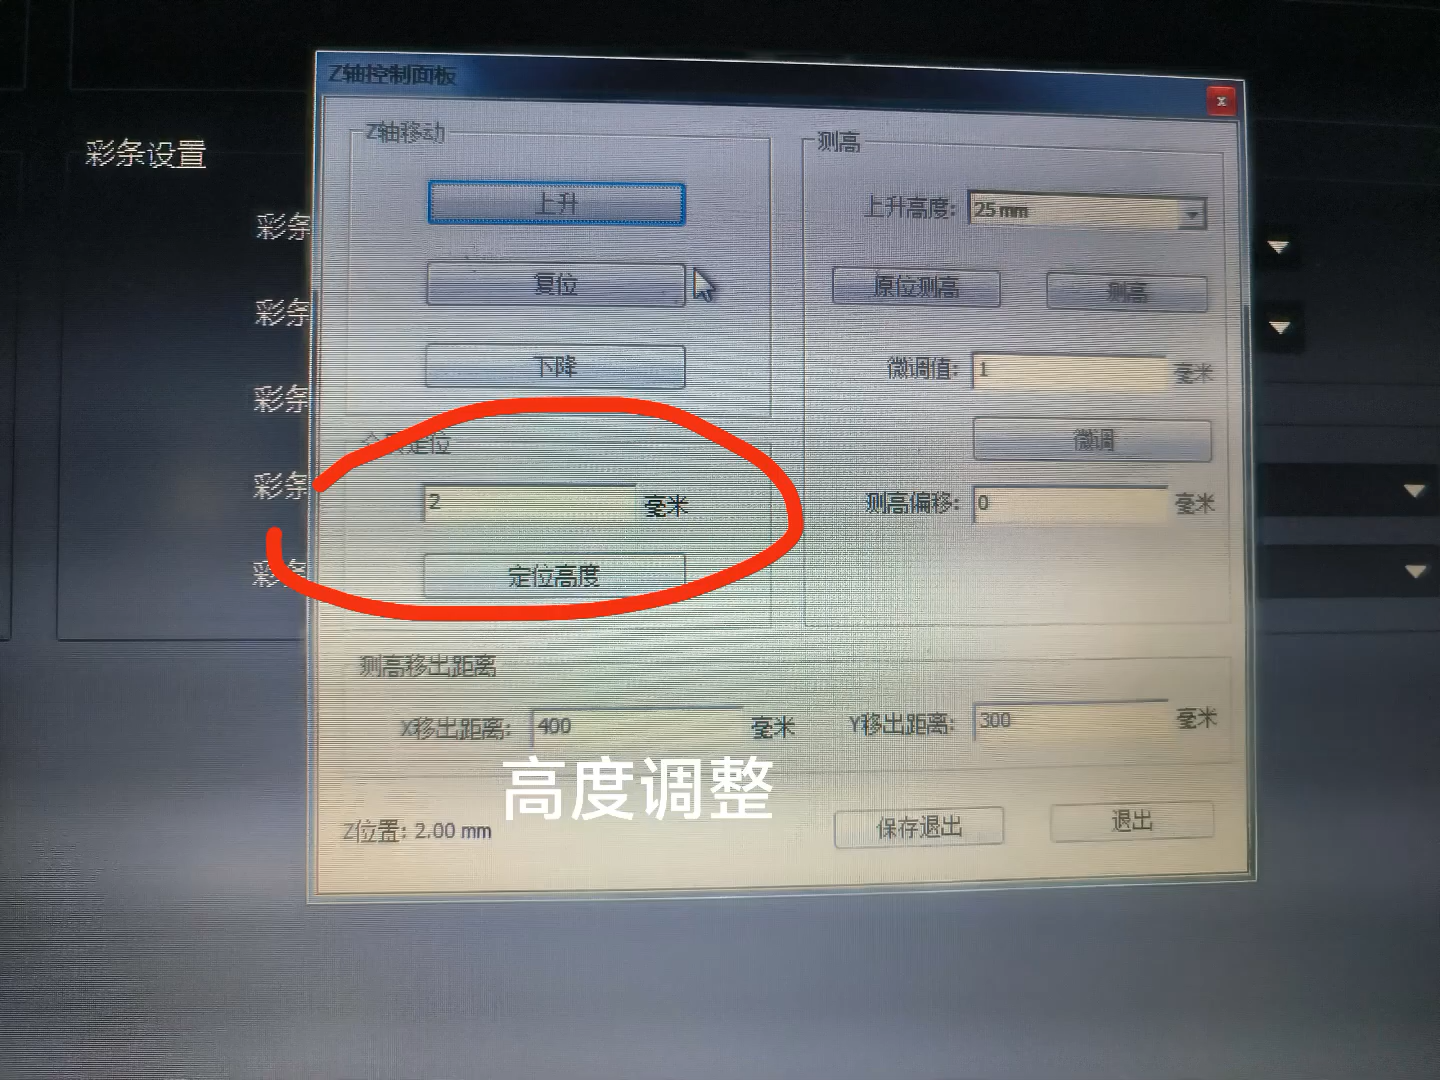 Z轴控制面板
x
彩条设置
彩条
彩条
彩条
彩条
彩条
Z轴移动
上升
复位
下降
定位
2 毫米
定位高度
测高
上升高度: 25mm
原位测高 测高
微调值: 1 毫米
微调
测高偏移: 0 毫米
测高移出距离
X移出距离: 400 毫米 Y移出距离: 300 毫米
高度调整
Z位置: 2.00 mm
保存退出 退出